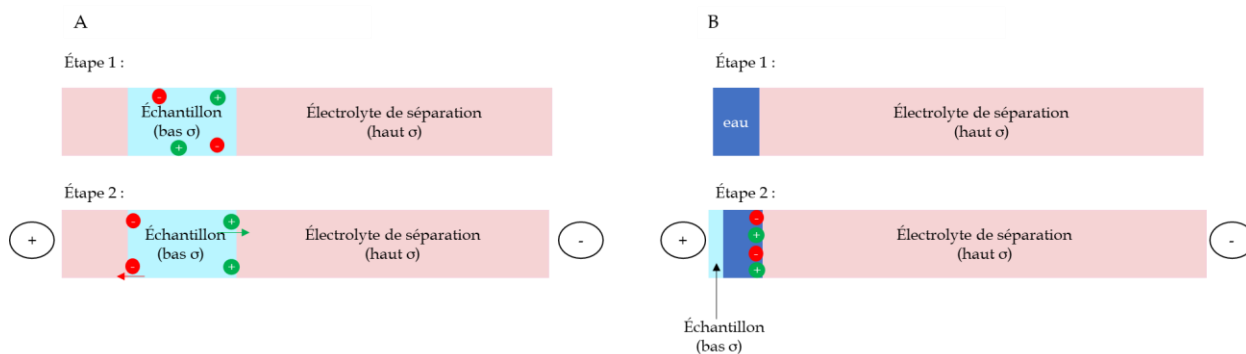 A
Étape 1 :
Échantillon
(bas σ)
Électrolyte de séparation
(haut σ)
-
+
+
-
Étape 2 :
+
Échantillon
(bas σ)
Électrolyte de séparation
(haut σ)
-
-
+
-
+
B
Étape 1 :
eau
Électrolyte de séparation
(haut σ)
Étape 2 :
+
-
+
-
+
Électrolyte de séparation
(haut σ)
-
Échantillon
(bas σ)